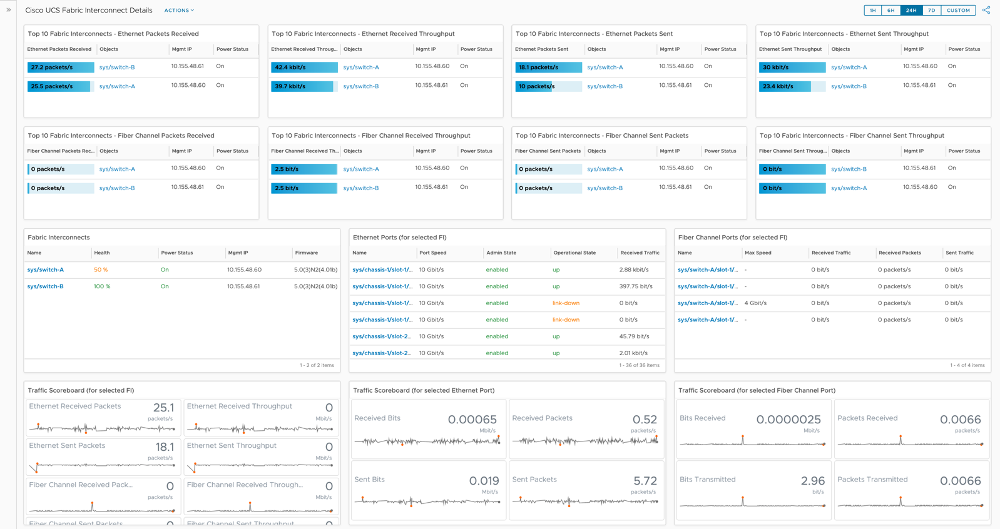 Cisco UCS Fabric Interconnect Details ACTIONS 1H 6H 24H 7D CUSTOM
Top 10 Fabric Interconnects - Ethernet Packets Received
Ethernet Packets Received Objects Mgmt IP Power Status
27.2 packets/s sys/switch-B 10.155.48.61 On
25.5 packets/s sys/switch-A 10.155.48.60 On
Top 10 Fabric Interconnects - Ethernet Received Throughput
Ethernet Received Throug... Objects Mgmt IP Power Status
42.4 kbit/s sys/switch-A 10.155.48.60 On
39.7 kbit/s sys/switch-B 10.155.48.61 On
Top 10 Fabric Interconnects - Ethernet Packets Sent
Ethernet Packets Sent Objects Mgmt IP Power Status
18.1 packets/s sys/switch-A 10.155.48.60 On
10 packets/s sys/switch-B 10.155.48.61 On
Top 10 Fabric Interconnects - Ethernet Sent Throughput
Ethernet Sent Throughput Objects Mgmt IP Power Status
30 kbit/s sys/switch-A 10.155.48.60 On
23.4 kbit/s sys/switch-B 10.155.48.61 On
Top 10 Fabric Interconnects - Fiber Channel Packets Received
Fiber Channel Packets Rec... Objects Mgmt IP Power Status
0 packets/s sys/switch-A 10.155.48.60 On
0 packets/s sys/switch-B 10.155.48.61 On
Top 10 Fabric Interconnects - Fiber Channel Received Throughput
Fiber Channel Received Th... Objects Mgmt IP Power Status
2.5 bit/s sys/switch-A 10.155.48.60 On
2.5 bit/s sys/switch-B 10.155.48.61 On
Top 10 Fabric Interconnects - Fiber Channel Sent Packets
Fiber Channel Sent Packets Objects Mgmt IP Power Status
0 packets/s sys/switch-A 10.155.48.60 On
0 packets/s sys/switch-B 10.155.48.61 On
Top 10 Fabric Interconnects - Fiber Channel Sent Throughput
Fiber Channel Sent Throug... Objects Mgmt IP Power Status
0 bit/s sys/switch-B 10.155.48.61 On
0 bit/s sys/switch-A 10.155.48.60 On
Fabric Interconnects
Name Health Power Status Mgmt IP Firmware
sys/switch-A 50 % On 10.155.48.60 5.0(3)N2(4.01b)
sys/switch-B 100 % On 10.155.48.61 5.0(3)N2(4.01b)
1 - 2 of 2 items
Ethernet Ports (for selected FI)
Name Port Speed Admin State Operational State Received Traffic
sys/chassis-1/slot-1/... 10 Gbit/s enabled up 2.88 kbit/s
sys/chassis-1/slot-1/... 10 Gbit/s enabled up 397.75 bit/s
sys/chassis-1/slot-1/... 10 Gbit/s enabled link-down 0 bit/s
sys/chassis-1/slot-1/... 10 Gbit/s enabled link-down 0 bit/s
sys/chassis-1/slot-2... 10 Gbit/s enabled up 45.79 bit/s
sys/chassis-1/slot-2... 10 Gbit/s enabled up 2.01 kbit/s
1 - 36 of 36 items
Fiber Channel Ports (for selected FI)
Name Max Speed Received Traffic Received Packets Sent Traffic
sys/switch-A/slot-1/... - 0 bit/s 0 packets/s 0 bit/s
sys/switch-A/slot-1/... - 0 bit/s 0 packets/s 0 bit/s
sys/switch-A/slot-1/... 4 Gbit/s 0 bit/s 0 packets/s 0 bit/s
sys/switch-A/slot-1/... - 0 bit/s 0 packets/s 0 bit/s
1 - 4 of 4 items
Traffic Scoreboard (for selected FI)
Ethernet Received Packets 25.1
packets/s
Ethernet Received Throughput 0
Mbit/s
Ethernet Sent Packets 18.1
packets/s
Ethernet Sent Throughput 0
Mbit/s
Fiber Channel Received Pack... 0
packets/s
Fiber Channel Received Through... 0
Mbit/s
Fiber Channel Sent Packets 0
Fiber Channel Sent Throughput 0
Traffic Scoreboard (for selected Ethernet Port)
Received Bits 0.00065
Mbit/s
Received Packets 0.52
packets/s
Sent Bits 0.019
Mbit/s
Sent Packets 5.72
packets/s
Traffic Scoreboard (for selected Fiber Channel Port)
Bits Received 0.0000025
Mbit/s
Packets Received 0.0066
packets/s
Bits Transmitted 2.96
bit/s
Packets Transmitted 0.0066
packets/s